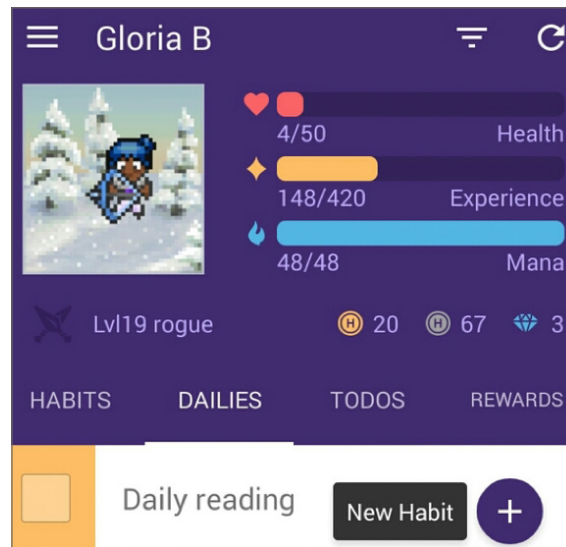 Gloria B
4/50 Health
148/420 Experience
48/48 Mana
Lvl19 rogue H 20 H 67 3
HABITS DAILIES TODOS REWARDS
Daily reading New Habit +